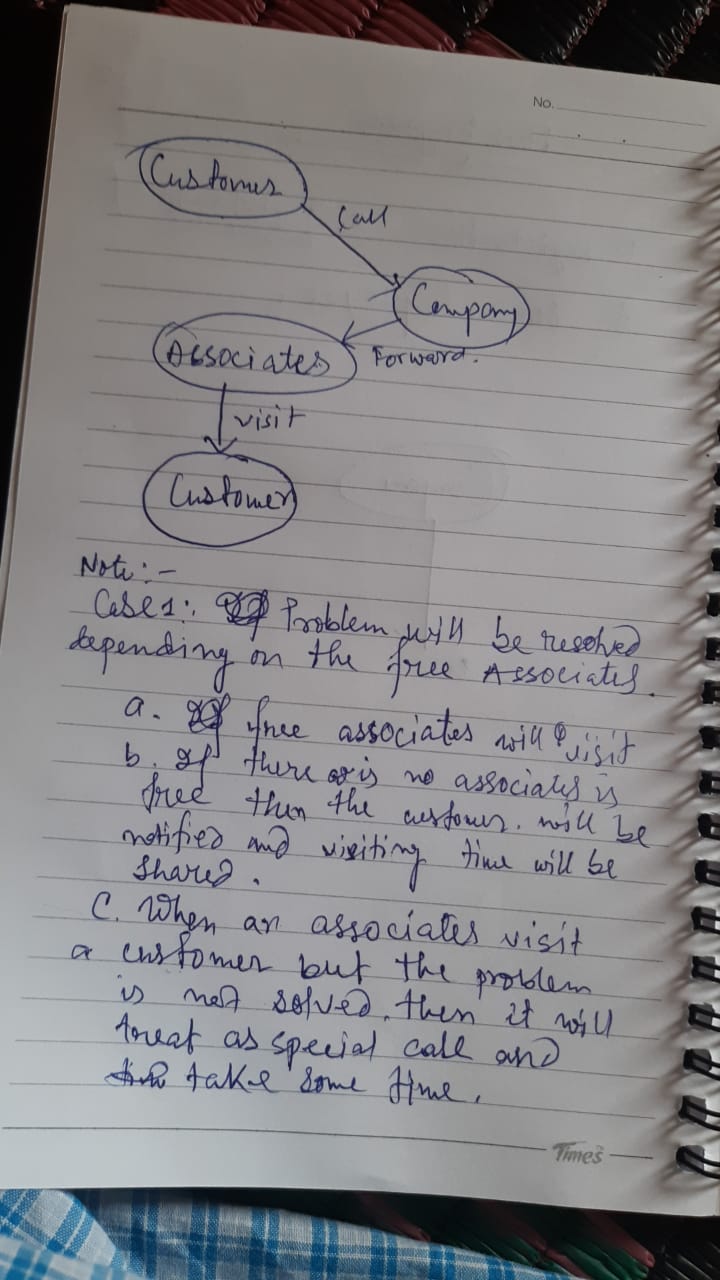 No.
Customer
Call
Company
Associates
Forward.
visit
Customer
Note:-
Case1:. Problem will be resolved
depending on the free Associates.
a. free associates will visit
b. If there is no associates is
free then the customer. will be
notified and visiting time will be
shared.
C. When an associates visit
a customer but the problem
is not solved, then it will
treat as special call and
take some time.
Times